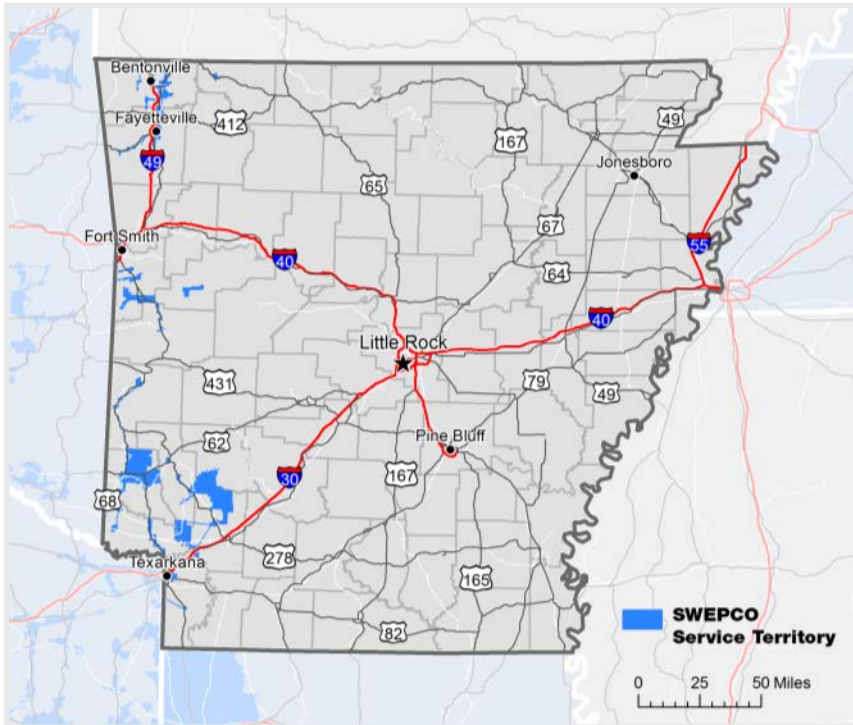 Bentonville
Fayetteville
412
49
167
49
Jonesboro
65
67
Fort Smith
40
55
64
40
Little Rock
431
79
49
62
Pine Bluff
68
30
167
278
Texarkana
165
82
SWEPCO
Service Territory
0 25 50 Miles